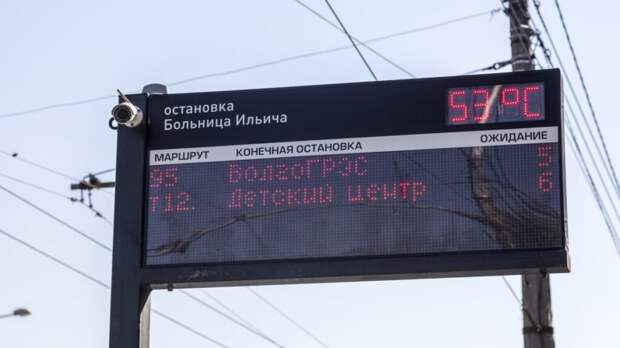 остановка
Больница Ильича
53°C
МАРШРУТ КОНЕЧНАЯ ОСТАНОВКА ОЖИДАНИЕ
95 ВолгоГРЭС 5
т12. Детский центр 6